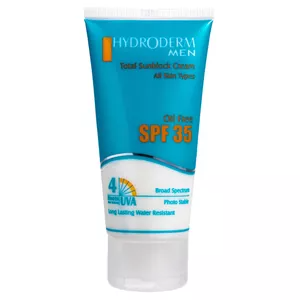 HYDRODERM
MEN
Total Sunblock Cream
All Skin Types
Oil Free
SPF 35
4
UVA
Broad Spectrum
Photo Stable
Long Lasting Water Resistant